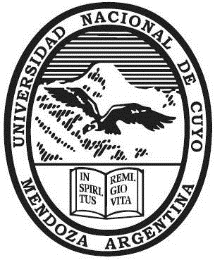 UNIVERSIDAD NACIONAL DE CUYO
IN
SPIRI
TUS
REMI
GIO
VITA
MENDOZA ARGENTINA